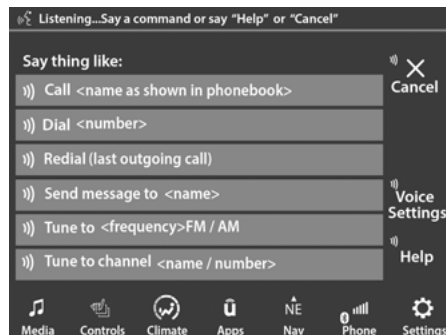 Listening...Say a command or say “Help” or “Cancel”
Say thing like:
Call <name as shown in phonebook>
Cancel
Dial <number>
Redial (last outgoing call)
Send message to <name>
Voice
Settings
Tune to <frequency>FM / AM
Help
Tune to channel <name / number>
NE
Media Controls Climate Apps Nav Phone Settings